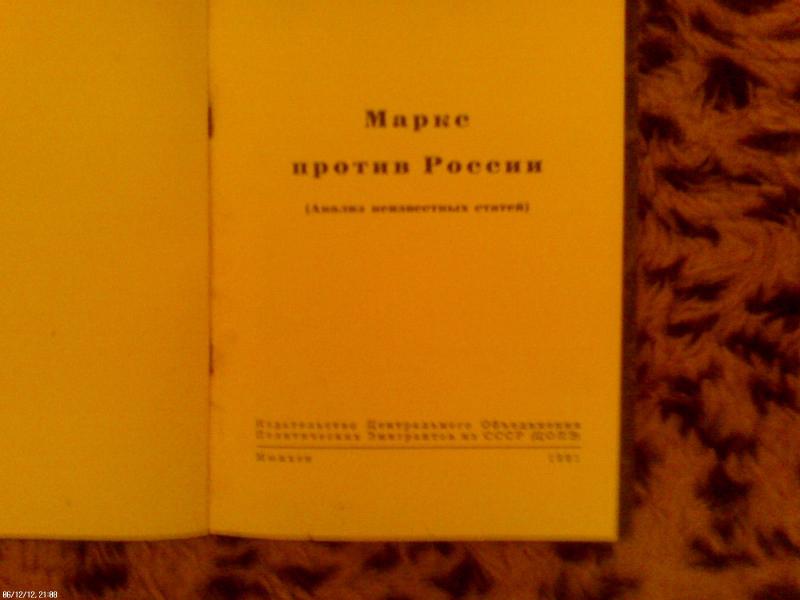 Маркс
против России
(Анализ неизвестных статей)
Издательство Центрального Объединения
Политических Эмигрантов из СССР (ЦОПЭ)
Мюнхен
06/12/12, 21:08